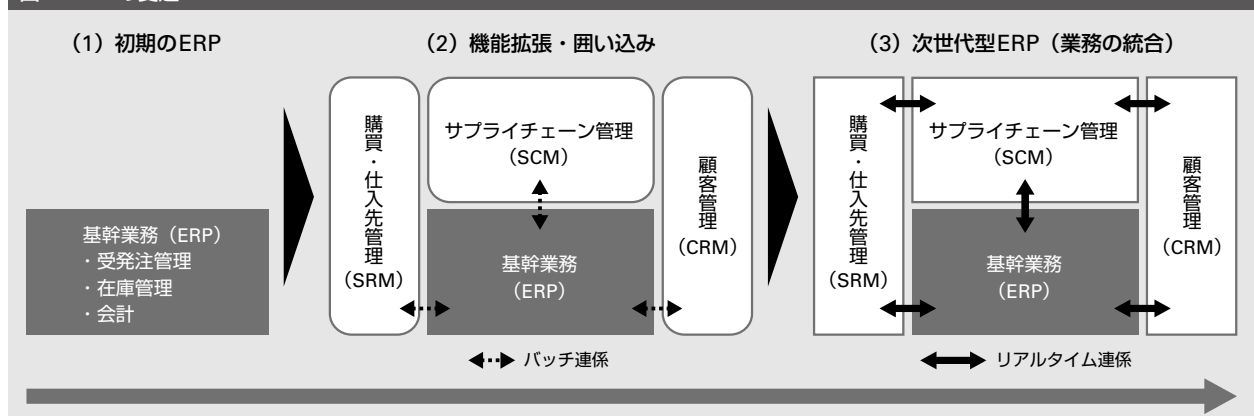 (1)初期のERP
基幹業務(ERP)
・受発注管理
・在庫管理
・会計
(2)機能拡張・囲い込み
購買・仕入先管理
(SRM)
サプライチェーン管理
(SCM)
基幹業務
(ERP)
顧客管理
(CRM)
バッチ連係
(3)次世代型ERP(業務の統合)
購買・仕入先管理
(SRM)
サプライチェーン管理
(SCM)
基幹業務
(ERP)
顧客管理
(CRM)
リアルタイム連係